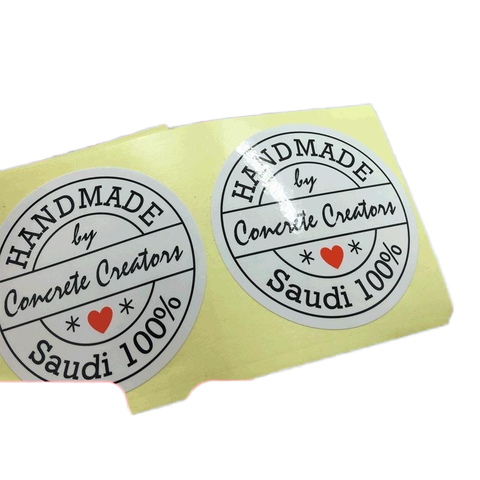 HANDMADE
by
Concrete Creators
* ❤ *
Saudi 100%
HANDMADE
by
Concrete Creators
* ❤ *
Saudi 100%